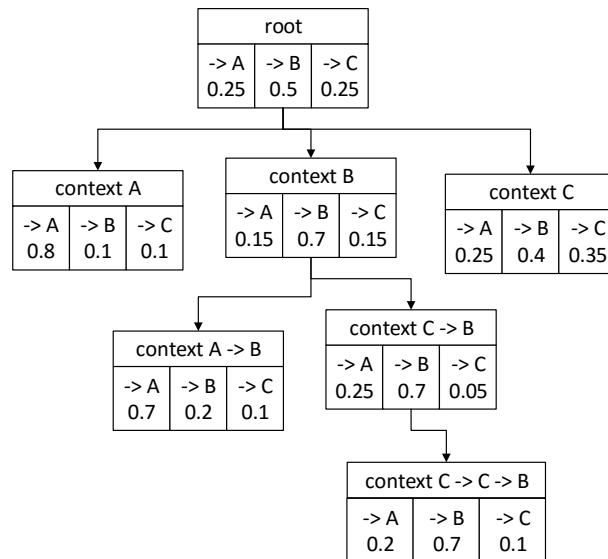 root
-> A -> B -> C
0.25 0.5 0.25
context A
-> A -> B -> C
0.8 0.1 0.1
context B
-> A -> B -> C
0.15 0.7 0.15
context C
-> A -> B -> C
0.25 0.4 0.35
context A -> B
-> A -> B -> C
0.7 0.2 0.1
context C -> B
-> A -> B -> C
0.25 0.7 0.05
context C -> C -> B
-> A -> B -> C
0.2 0.7 0.1